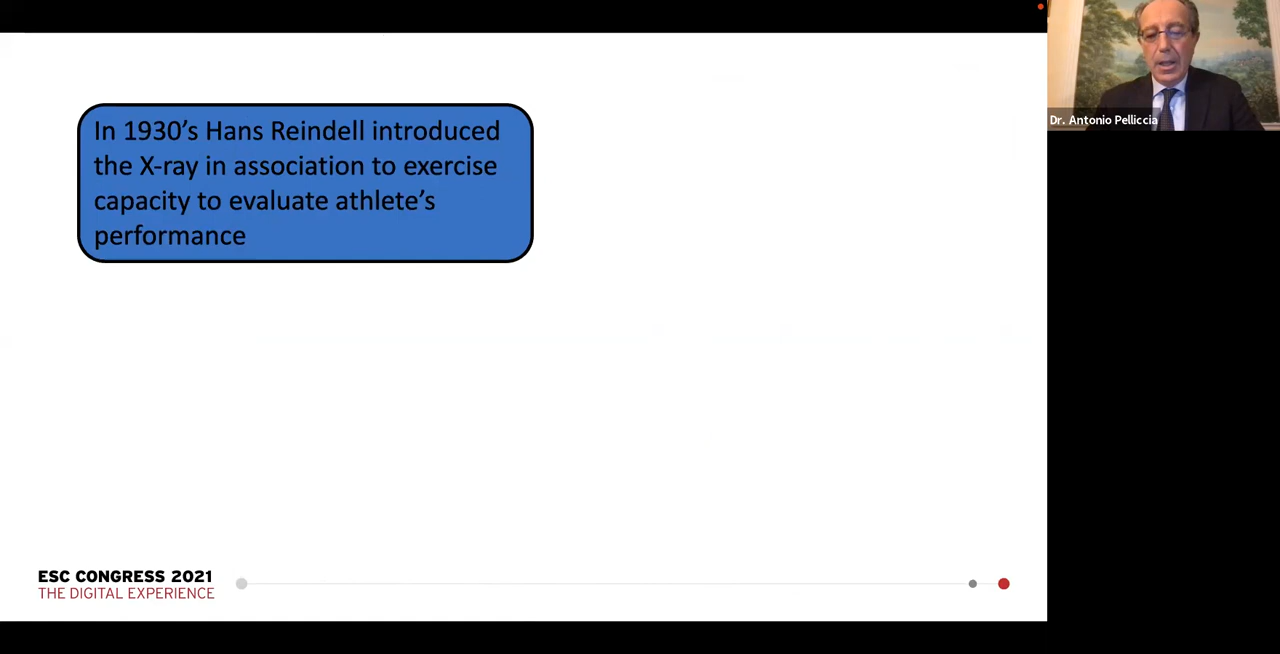 In 1930’s Hans Reindell introduced
the X-ray in association to exercise
capacity to evaluate athlete’s
performance
Dr. Antonio Pelliccia
ESC CONGRESS 2021
THE DIGITAL EXPERIENCE